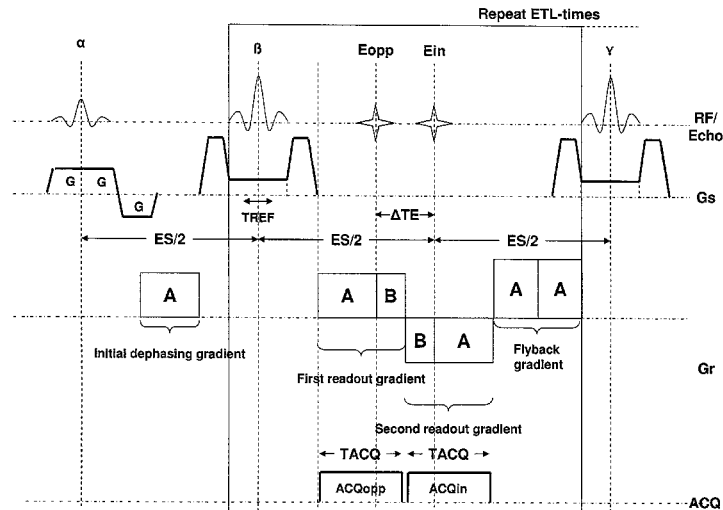 Repeat ETL-times
α
ß
Eopp
Ein
γ
RF/
Echo
G G
G
Gs
TREF
ΔTE
ES/2
ES/2
ES/2
A
A
B
A
A
B
A
Initial dephasing gradient
First readout gradient
Flyback
gradient
Gr
Second readout gradient
TACQ
TACQ
ACQopp
ACQin
ACQ